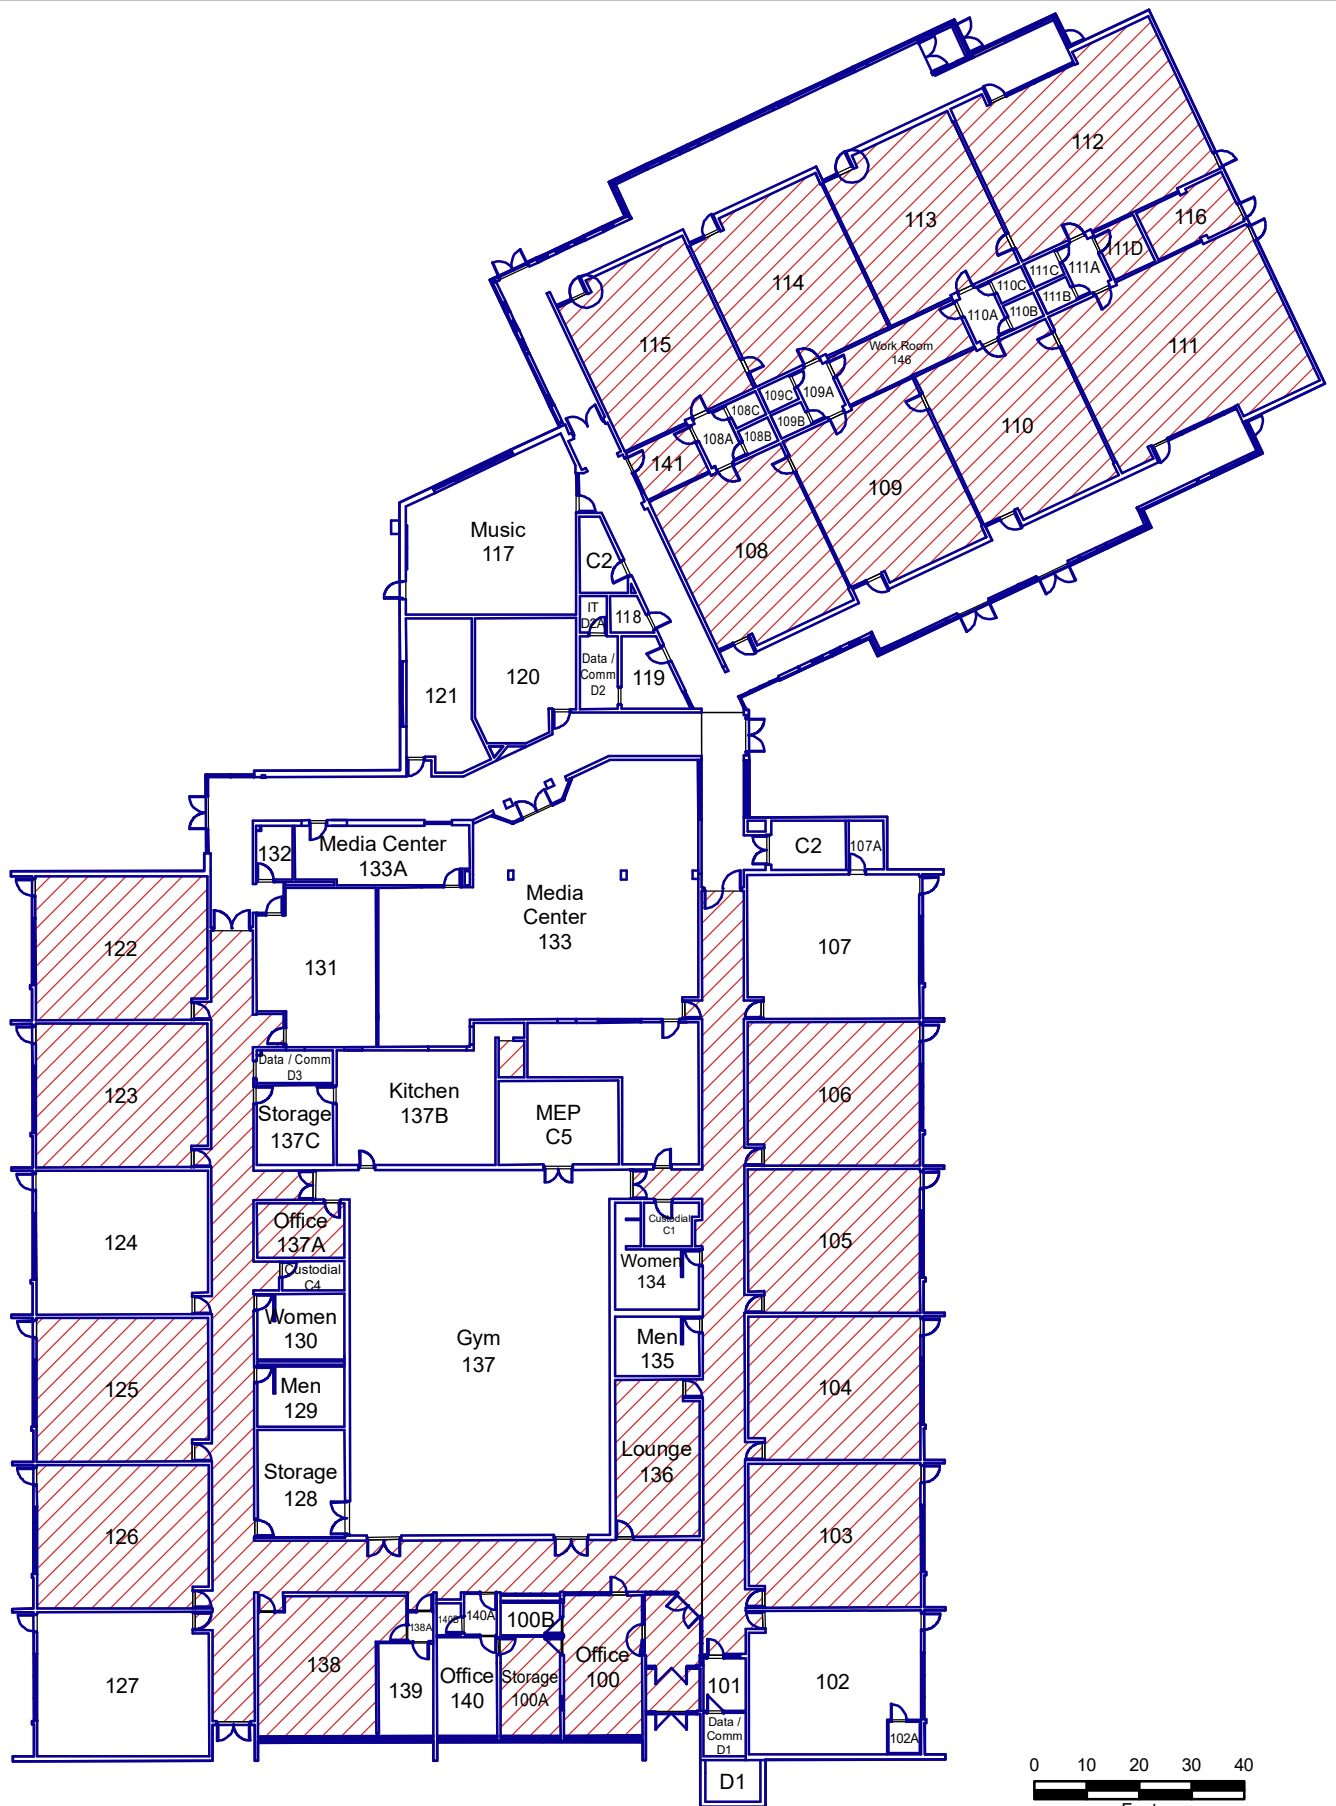 112
113
116
111D
114
111C
111A
110C
111B
110A
110B
115
Work Room
146
111
109C
109A
108C
109B
108A
108B
110
141
109
108
Music
117
C2
IT
D2A
118
Data /
Comm
D2
119
120
121
132
Media Center
133A
C2
107A
Media
Center
133
122
131
107
Data / Comm
D3
123
Kitchen
137B
106
Storage
137C
MEP
C5
Office
137A
Custodial
C1
124
105
Women
134
Custodial
C4
Women
130
Gym
137
Men
135
125
Men
129
104
Lounge
136
Storage
128
126
103
138A
140B
140A
100B
138
Office
100
127
139
Office
140
Storage
100A
101
102
Data /
Comm
D1
102A
D1
0 10 20 30 40